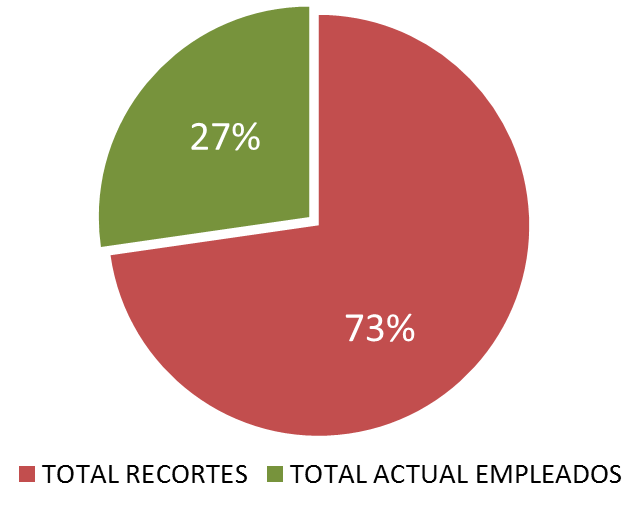 27%
73%
TOTAL RECORTES TOTAL ACTUAL EMPLEADOS